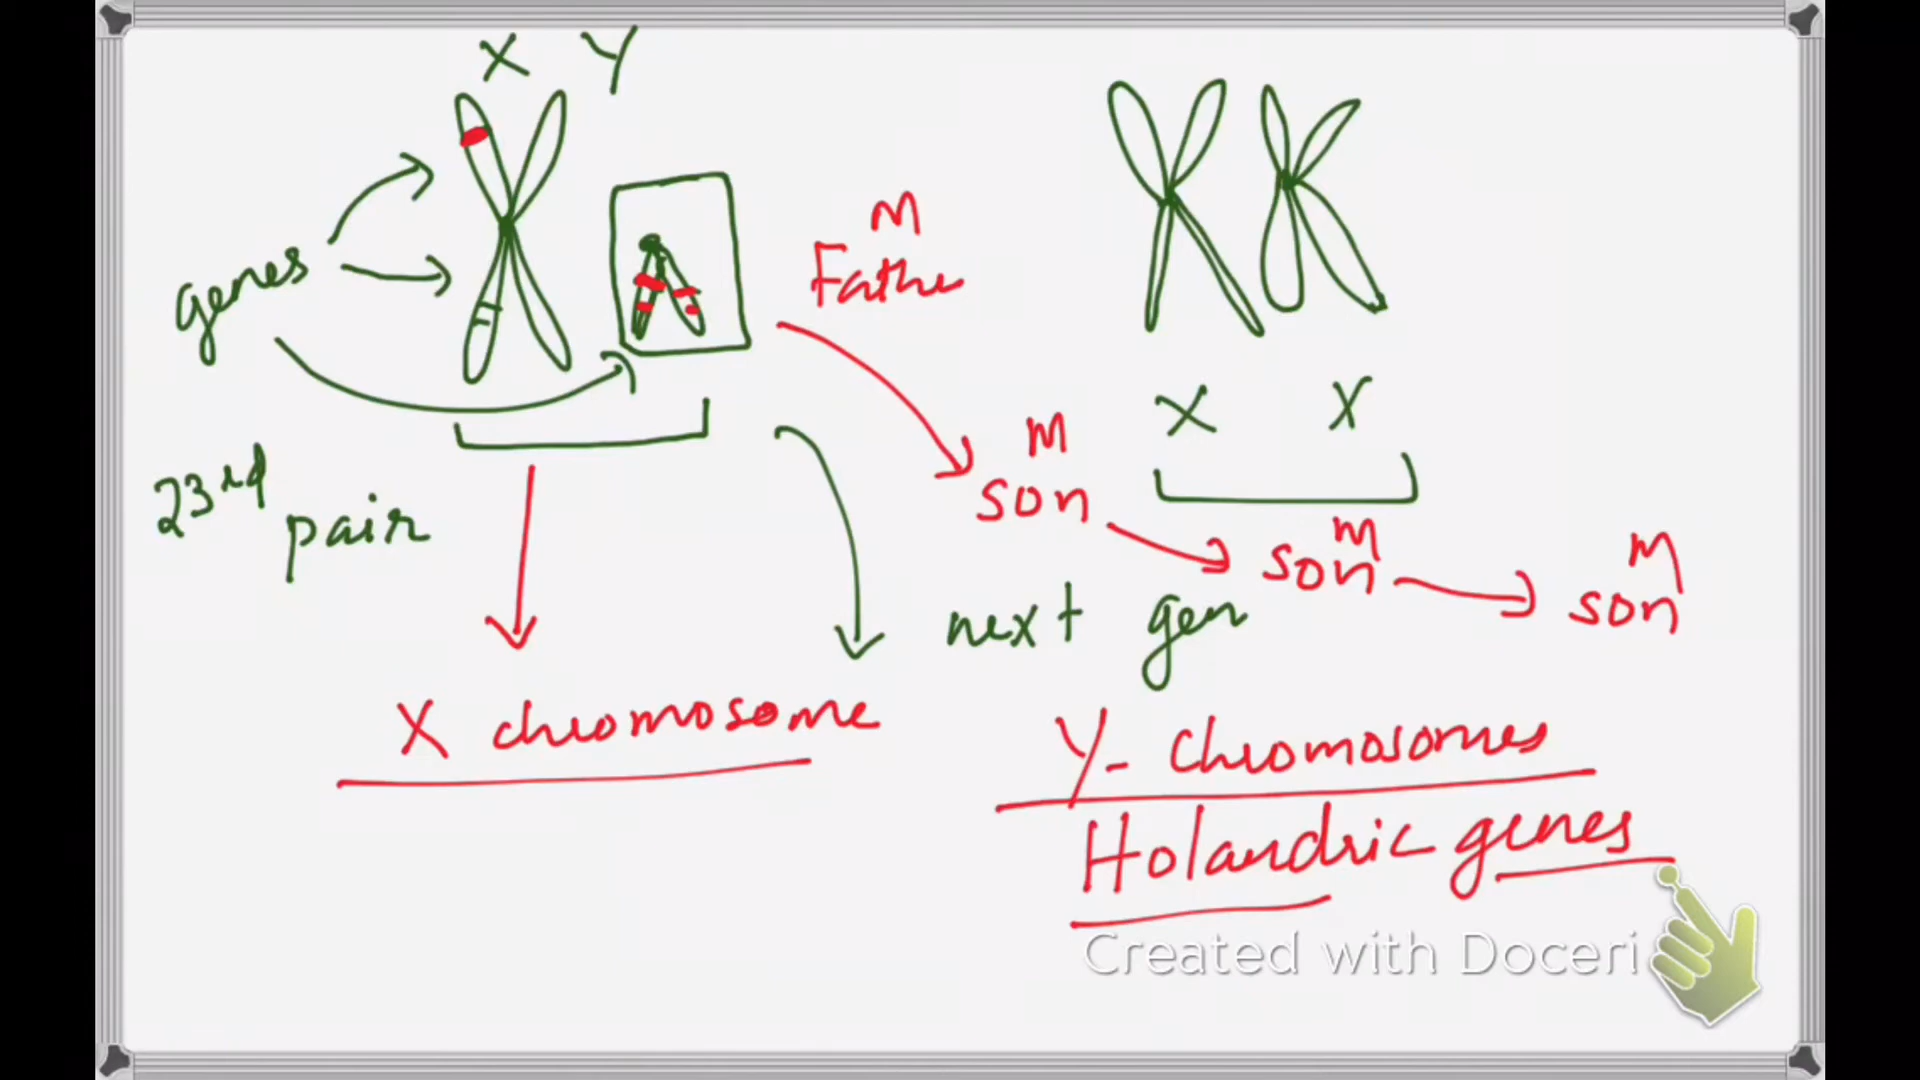 X Y
genes
M
Fathe
X X
M
son
23rd
pair
M
son
M
son
next gen
X chromosome
Y- Chromosomes
Holandric genes
Created with Doceri